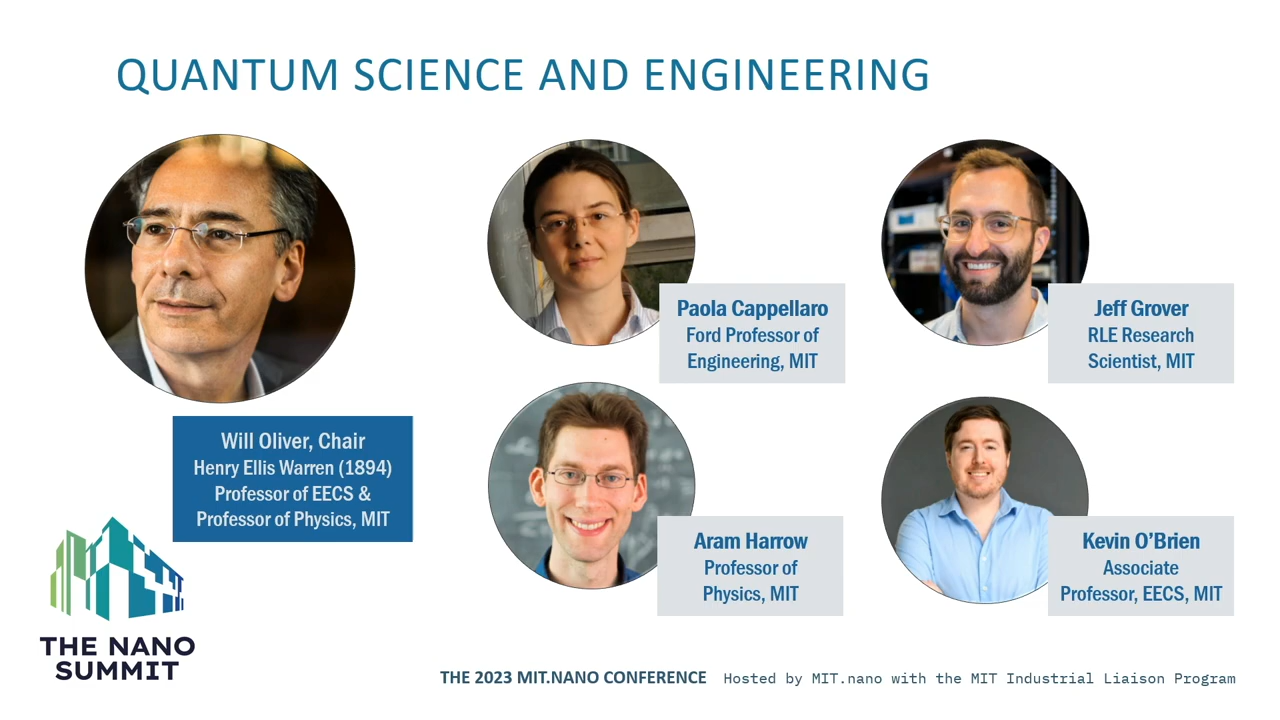 QUANTUM SCIENCE AND ENGINEERING
Will Oliver, Chair
Henry Ellis Warren (1894)
Professor of EECS &
Professor of Physics, MIT
Paola Cappellaro
Ford Professor of
Engineering, MIT
Jeff Grover
RLE Research
Scientist, MIT
Aram Harrow
Professor of
Physics, MIT
Kevin O'Brien
Associate
Professor, EECS, MIT
THE NANO
SUMMIT
THE 2023 MIT.NANO CONFERENCE Hosted by MIT.nano with the MIT Industrial Liaison Program